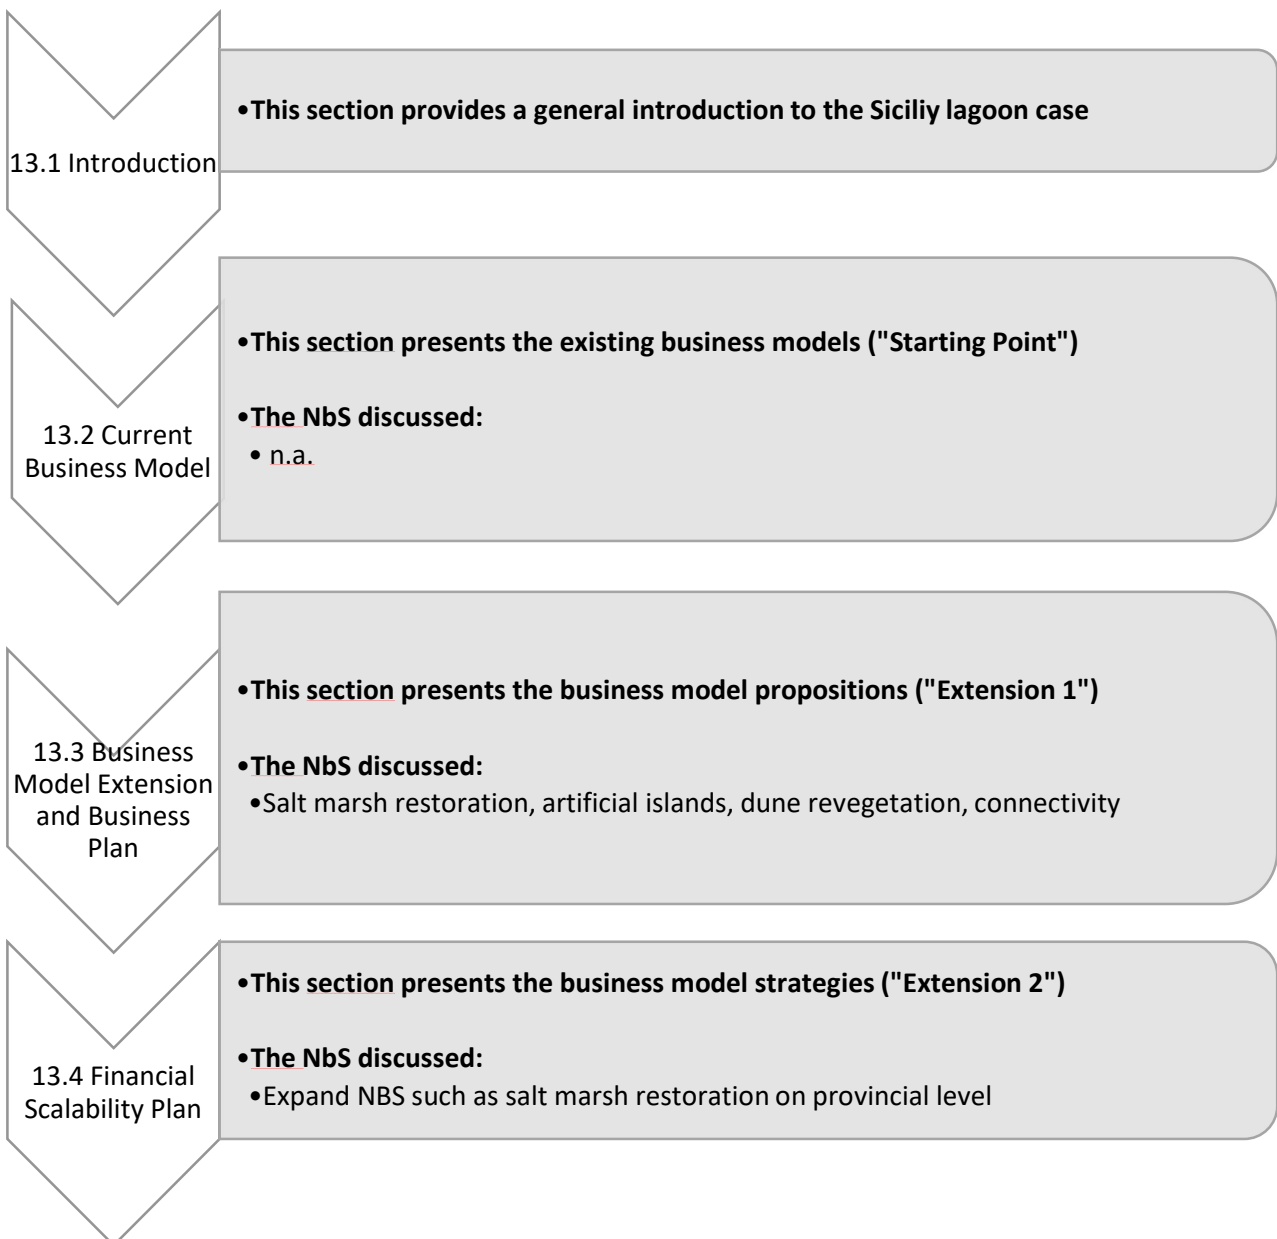 13.1 Introduction
•This section provides a general introduction to the Siciliy lagoon case
13.2 Current
Business Model
•This section presents the existing business models ("Starting Point")
•The NbS discussed:
• n.a.
13.3 Business
Model Extension
and Business
Plan
•This section presents the business model propositions ("Extension 1")
•The NbS discussed:
•Salt marsh restoration, artificial islands, dune revegetation, connectivity
13.4 Financial
Scalability Plan
•This section presents the business model strategies ("Extension 2")
•The NbS discussed:
•Expand NBS such as salt marsh restoration on provincial level